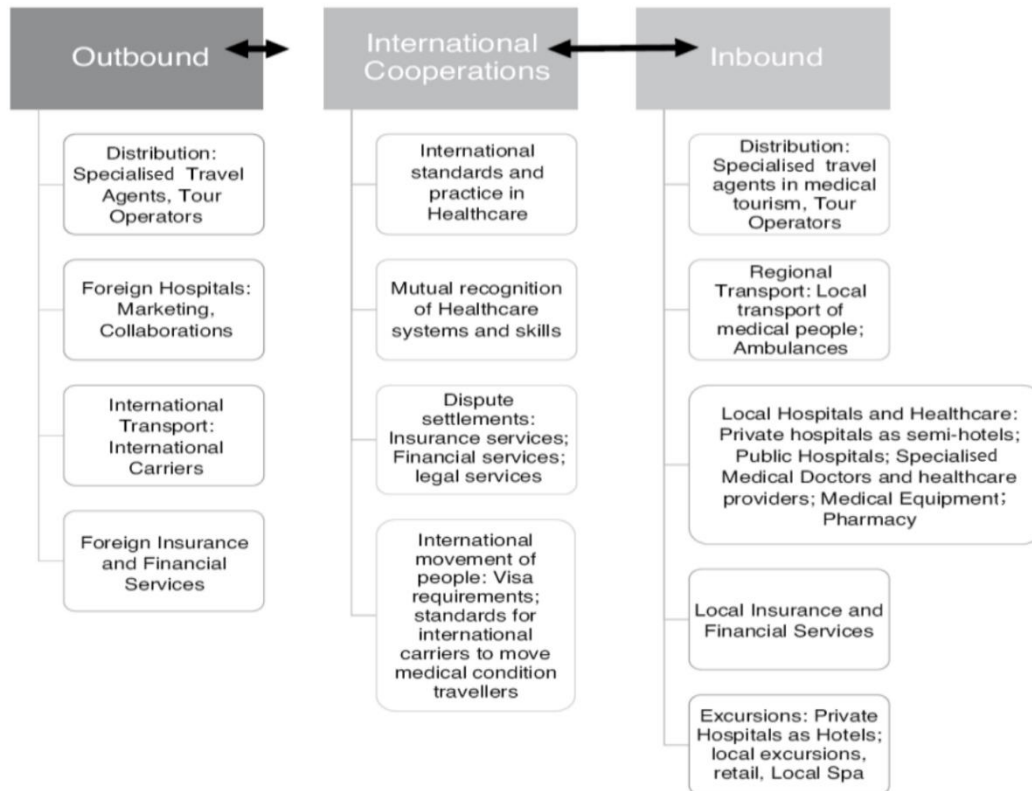 Outbound
International
Cooperations
Inbound
Distribution:
Specialised Travel
Agents, Tour
Operators
Foreign Hospitals:
Marketing,
Collaborations
International
Transport:
International
Carriers
Foreign Insurance
and Financial
Services
International
standards and
practice in
Healthcare
Mutual recognition
of Healthcare
systems and skills
Dispute
settlements:
Insurance services;
Financial services;
legal services
International
movement of
people: Visa
requirements;
standards for
international
carriers to move
medical condition
travellers
Distribution:
Specialised travel
agents in medical
tourism, Tour
Operators
Regional
Transport: Local
transport of
medical people;
Ambulances
Local Hospitals and Healthcare:
Private hospitals as semi-hotels;
Public Hospitals; Specialised
Medical Doctors and healthcare
providers; Medical Equipment;
Pharmacy
Local Insurance and
Financial Services
Excursions: Private
Hospitals as Hotels;
local excursions,
retail, Local Spa